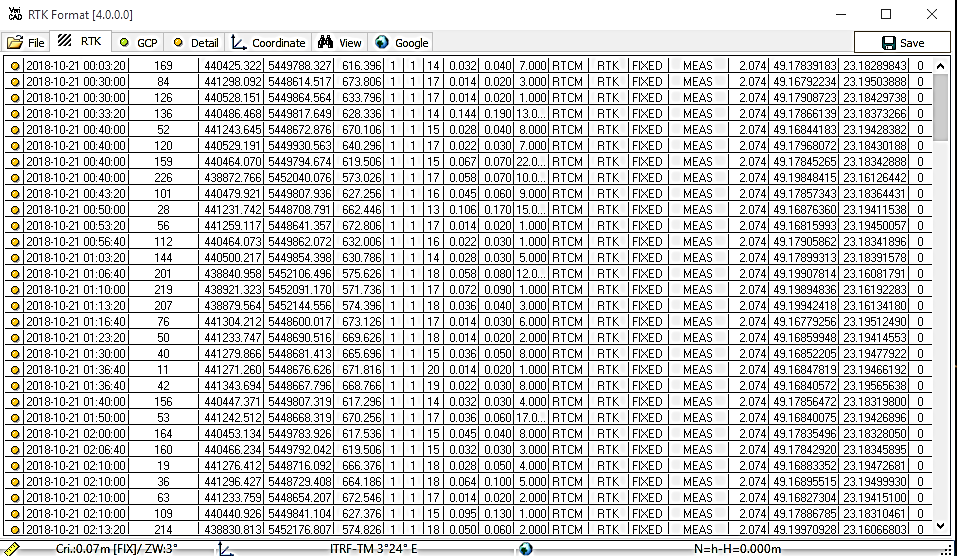 Veri CAD RTK Format [4.0.0.0]
File RTK GCP Detail Coordinate View Google Save
2018-10-21 00:03:20 169 440425.322 5449788.327 616.396 1 1 14 0.032 0.040 7.000 RTCM RTK FIXED MEAS 2.074 49.17839183 23.18289843 0
2018-10-21 00:30:00 84 441298.092 5448614.517 673.806 1 1 17 0.014 0.020 3.000 RTCM RTK FIXED MEAS 2.074 49.16792234 23.19503888 0
2018-10-21 00:30:00 126 440528.151 5449864.564 633.796 1 1 17 0.014 0.020 1.000 RTCM RTK FIXED MEAS 2.074 49.17908723 23.18429738 0
2018-10-21 00:33:20 136 440486.468 5449817.649 628.336 1 1 14 0.144 0.190 13.0... RTCM RTK FIXED MEAS 2.074 49.17866139 23.18373266 0
2018-10-21 00:40:00 52 441243.645 5448672.876 670.106 1 1 15 0.028 0.040 8.000 RTCM RTK FIXED MEAS 2.074 49.16844183 23.19428382 0
2018-10-21 00:40:00 120 440529.191 5449930.563 640.296 1 1 17 0.022 0.030 7.000 RTCM RTK FIXED MEAS 2.074 49.17968072 23.18430188 0
2018-10-21 00:40:00 159 440464.070 5449794.674 619.506 1 1 15 0.067 0.070 22.0... RTCM RTK FIXED MEAS 2.074 49.17845265 23.18342888 0
2018-10-21 00:40:00 226 438872.766 5452040.076 573.026 1 1 17 0.058 0.070 10.0... RTCM RTK FIXED MEAS 2.074 49.19848415 23.16126442 0
2018-10-21 00:43:20 101 440479.921 5449807.936 627.256 1 1 16 0.045 0.060 9.000 RTCM RTK FIXED MEAS 2.074 49.17857343 23.18364431 0
2018-10-21 00:50:00 28 441231.742 5448708.791 662.446 1 1 13 0.106 0.170 15.0... RTCM RTK FIXED MEAS 2.074 49.16876360 23.19411538 0
2018-10-21 00:53:20 56 441259.117 5448641.357 672.806 1 1 17 0.014 0.020 1.000 RTCM RTK FIXED MEAS 2.074 49.16815993 23.19450057 0
2018-10-21 00:56:40 112 440464.073 5449862.072 632.006 1 1 16 0.022 0.030 1.000 RTCM RTK FIXED MEAS 2.074 49.17905862 23.18341896 0
2018-10-21 01:03:20 144 440500.217 5449854.398 630.786 1 1 14 0.028 0.030 5.000 RTCM RTK FIXED MEAS 2.074 49.17899313 23.18391578 0
2018-10-21 01:06:40 201 438840.958 5452106.496 575.626 1 1 18 0.058 0.080 12.0... RTCM RTK FIXED MEAS 2.074 49.19907814 23.16081791 0
2018-10-21 01:10:00 219 438921.323 5452091.170 571.736 1 1 17 0.072 0.090 1.000 RTCM RTK FIXED MEAS 2.074 49.19894836 23.16192283 0
2018-10-21 01:13:20 207 438879.564 5452144.556 574.396 1 1 18 0.036 0.040 3.000 RTCM RTK FIXED MEAS 2.074 49.19942418 23.16134180 0
2018-10-21 01:16:40 76 441304.212 5448600.017 673.126 1 1 17 0.014 0.030 6.000 RTCM RTK FIXED MEAS 2.074 49.16779256 23.19512490 0
2018-10-21 01:23:20 50 441233.747 5448690.516 669.626 1 1 18 0.014 0.020 2.000 RTCM RTK FIXED MEAS 2.074 49.16859948 23.19414553 0
2018-10-21 01:30:00 40 441279.866 5448681.413 665.696 1 1 15 0.036 0.050 8.000 RTCM RTK FIXED MEAS 2.074 49.16852205 23.19477922 0
2018-10-21 01:36:40 11 441271.260 5448676.626 671.816 1 1 20 0.014 0.020 1.000 RTCM RTK FIXED MEAS 2.074 49.16847819 23.19466192 0
2018-10-21 01:36:40 42 441343.694 5448667.796 668.766 1 1 19 0.022 0.030 8.000 RTCM RTK FIXED MEAS 2.074 49.16840572 23.19565638 0
2018-10-21 01:40:00 156 440447.371 5449807.319 617.296 1 1 14 0.032 0.030 4.000 RTCM RTK FIXED MEAS 2.074 49.17856472 23.18319800 0
2018-10-21 01:50:00 53 441242.512 5448668.319 670.256 1 1 17 0.036 0.060 17.0... RTCM RTK FIXED MEAS 2.074 49.16840075 23.19426896 0
2018-10-21 02:00:00 164 440453.134 5449783.926 617.536 1 1 15 0.045 0.040 8.000 RTCM RTK FIXED MEAS 2.074 49.17835496 23.18328050 0
2018-10-21 02:06:40 160 440466.234 5449792.042 619.506 1 1 15 0.032 0.030 3.000 RTCM RTK FIXED MEAS 2.074 49.17842920 23.18345895 0
2018-10-21 02:10:00 19 441276.412 5448716.092 666.376 1 1 18 0.028 0.050 4.000 RTCM RTK FIXED MEAS 2.074 49.16883352 23.19472681 0
2018-10-21 02:10:00 36 441296.427 5448729.408 664.186 1 1 18 0.064 0.100 5.000 RTCM RTK FIXED MEAS 2.074 49.16895515 23.19499930 0
2018-10-21 02:10:00 63 441233.759 5448654.207 672.546 1 1 17 0.014 0.020 2.000 RTCM RTK FIXED MEAS 2.074 49.16827304 23.19415100 0
2018-10-21 02:10:00 109 440440.926 5449841.104 627.376 1 1 15 0.095 0.130 1.000 RTCM RTK FIXED MEAS 2.074 49.17886785 23.18310461 0
2018-10-21 02:13:20 214 438830.813 5452176.807 574.826 1 1 18 0.050 0.060 2.000 RTCM RTK FIXED MEAS 2.074 49.19970928 23.16066803 0
Cri.:0.07m [FIX]/ ZW:3° ITRF-TM 3°24° E N=h-H=0.000m